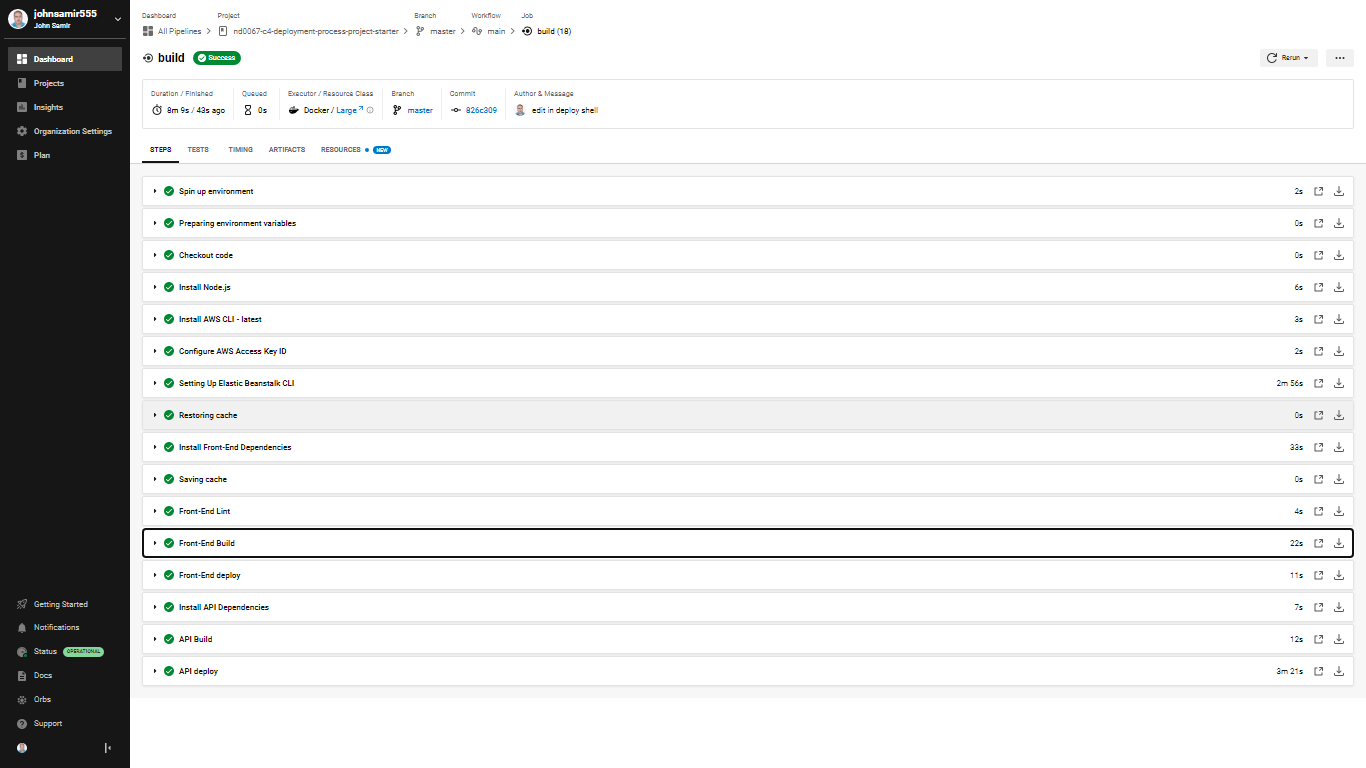 johnsamir555
John Samir
Dashboard
Projects
Insights
Organization Settings
Plan
Getting Started
Notifications
Status OPERATIONAL
Docs
Orbs
Support
Dashboard Project Branch Workflow Job
All Pipelines nd0067-c4-deployment-process-project-starter master main build (18)
build Success Rerun
Duration / Finished Queued Executor / Resource Class Branch Commit Author & Message
8m 9s / 43s ago 0s Docker / Large master 826c309 edit in deploy shell
STEPS TESTS TIMING ARTIFACTS RESOURCES NEW
Spin up environment 2s
Preparing environment variables 0s
Checkout code 0s
Install Node.js 6s
Install AWS CLI - latest 3s
Configure AWS Access Key ID 2s
Setting Up Elastic Beanstalk CLI 2m 56s
Restoring cache 0s
Install Front-End Dependencies 33s
Saving cache 0s
Front-End Lint 4s
Front-End Build 22s
Front-End deploy 11s
Install API Dependencies 7s
API Build 12s
API deploy 3m 21s